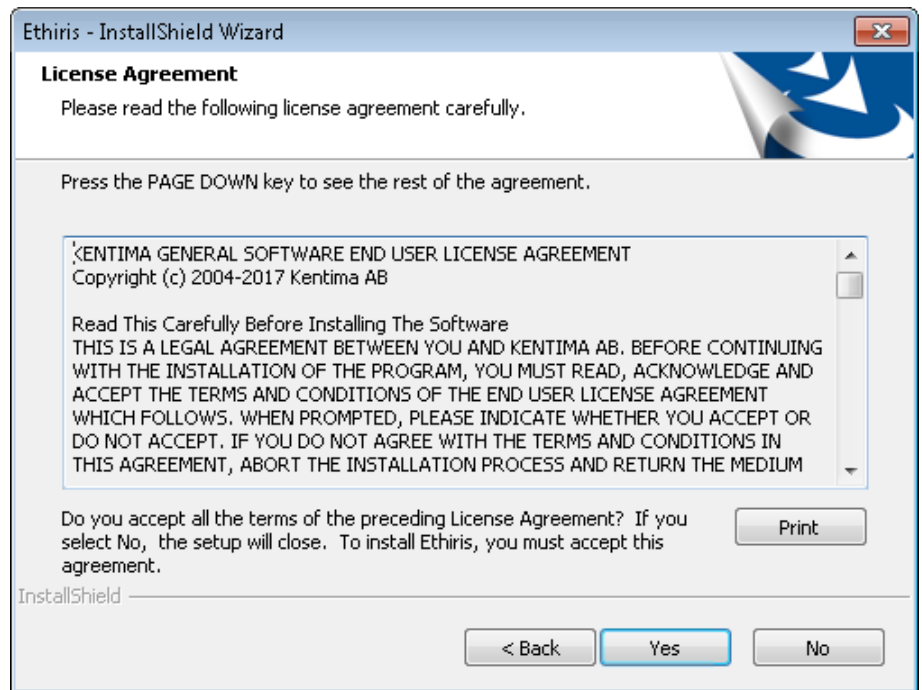 Ethiris - InstallShield Wizard
License Agreement
Please read the following license agreement carefully.
Press the PAGE DOWN key to see the rest of the agreement.
KENTIMA GENERAL SOFTWARE END USER LICENSE AGREEMENT
Copyright (c) 2004-2017 Kentima AB
Read This Carefully Before Installing The Software
THIS IS A LEGAL AGREEMENT BETWEEN YOU AND KENTIMA AB. BEFORE CONTINUING
WITH THE INSTALLATION OF THE PROGRAM, YOU MUST READ, ACKNOWLEDGE AND
ACCEPT THE TERMS AND CONDITIONS OF THE END USER LICENSE AGREEMENT
WHICH FOLLOWS. WHEN PROMPTED, PLEASE INDICATE WHETHER YOU ACCEPT OR
DO NOT ACCEPT. IF YOU DO NOT AGREE WITH THE TERMS AND CONDITIONS IN
THIS AGREEMENT, ABORT THE INSTALLATION PROCESS AND RETURN THE MEDIUM
Do you accept all the terms of the preceding License Agreement?  If you
select No,  the setup will close.  To install Ethiris, you must accept this
agreement.
Print
InstallShield
< Back
Yes
No